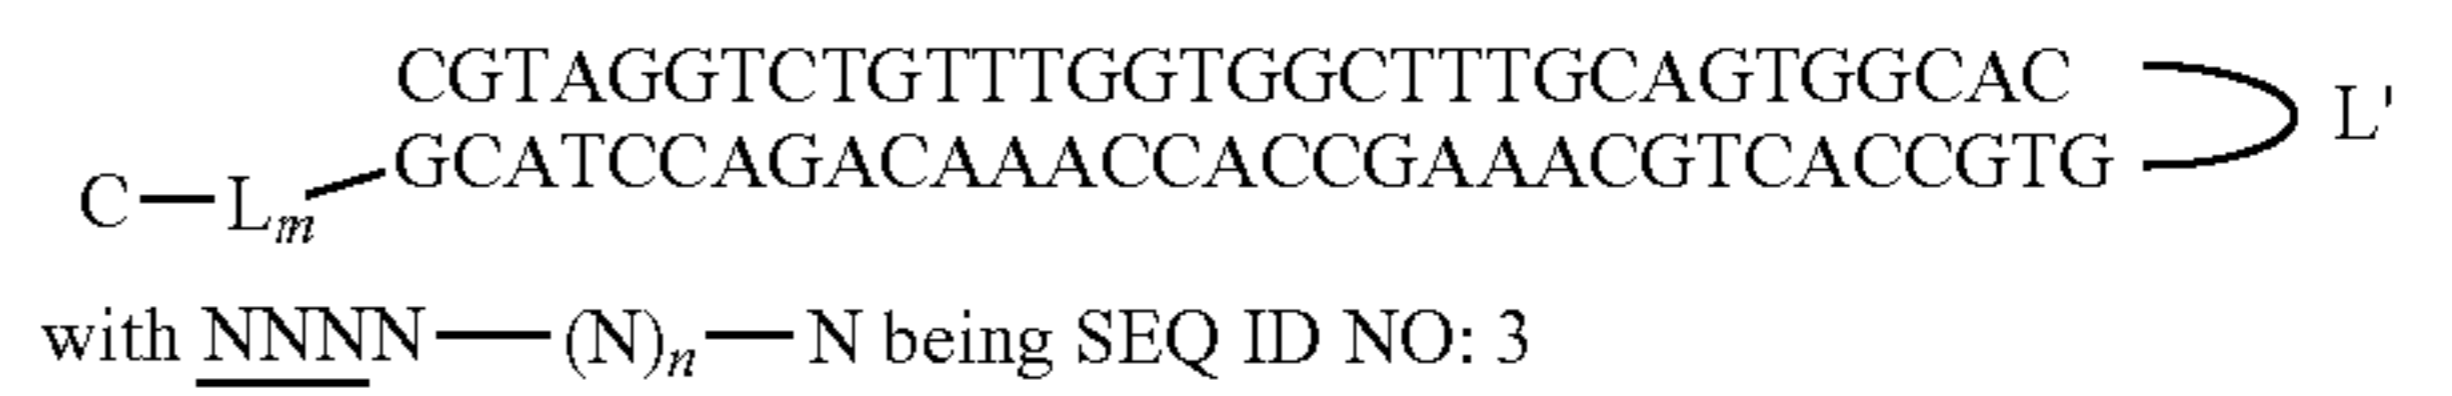 CGTAGGTCTGTTTGGTGGCTTTGCAGTGGCAC
GCATCCAGACAAACCACCGAAACGTCACCGTG
C—Lm
L'
with NNNN—(N)n—N being SEQ ID NO: 3